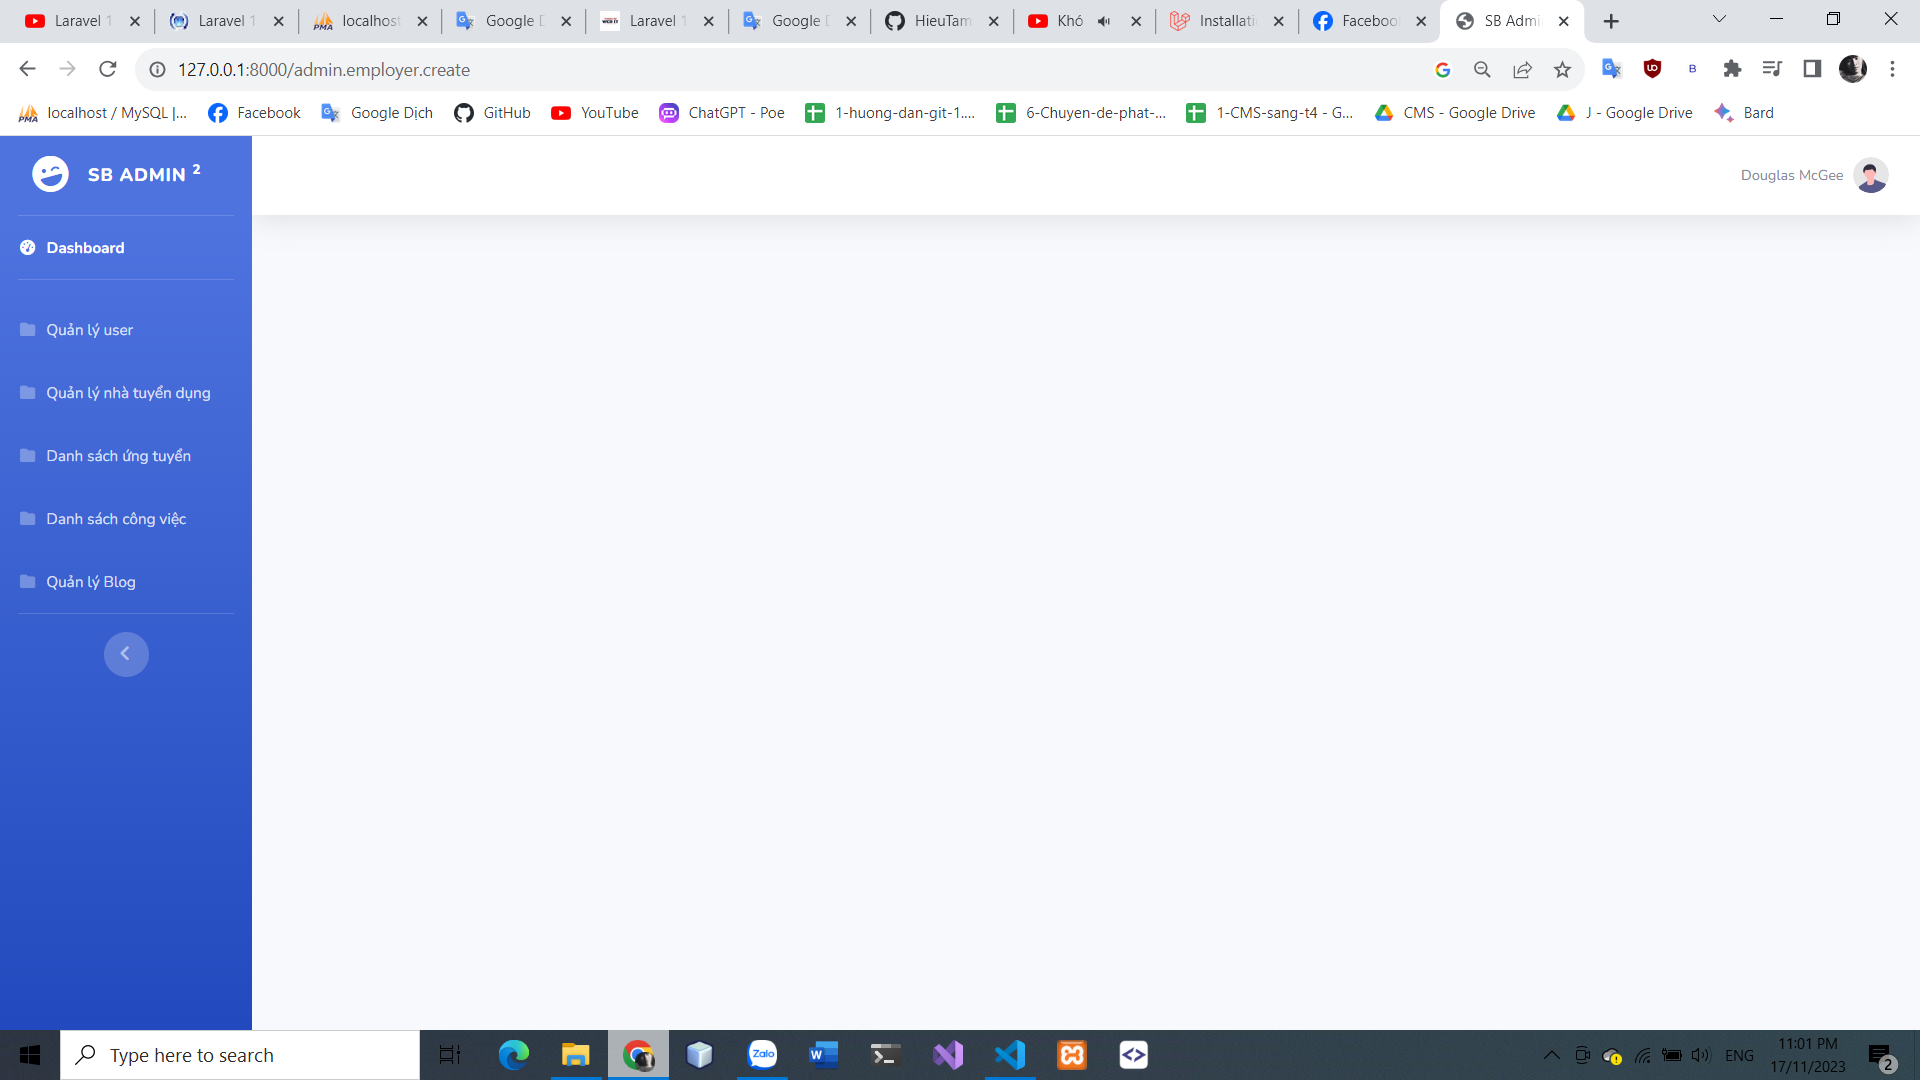 Laravel 1
Laravel 1
localhost
Google D
Laravel 1
Google D
HieuTam
Khó
Installati
Facebook
SB Admi
127.0.0.1:8000/admin.employer.create
localhost / MySQL |...
Facebook
Google Dịch
GitHub
YouTube
ChatGPT - Poe
1-huong-dan-git-1....
6-Chuyen-de-phat-...
1-CMS-sang-t4 - G...
CMS - Google Drive
J - Google Drive
Bard
SB ADMIN 2
Douglas McGee
Dashboard
Quản lý user
Quản lý nhà tuyển dụng
Danh sách ứng tuyển
Danh sách công việc
Quản lý Blog
Type here to search
Zalo
ENG
11:01 PM
17/11/2023
2